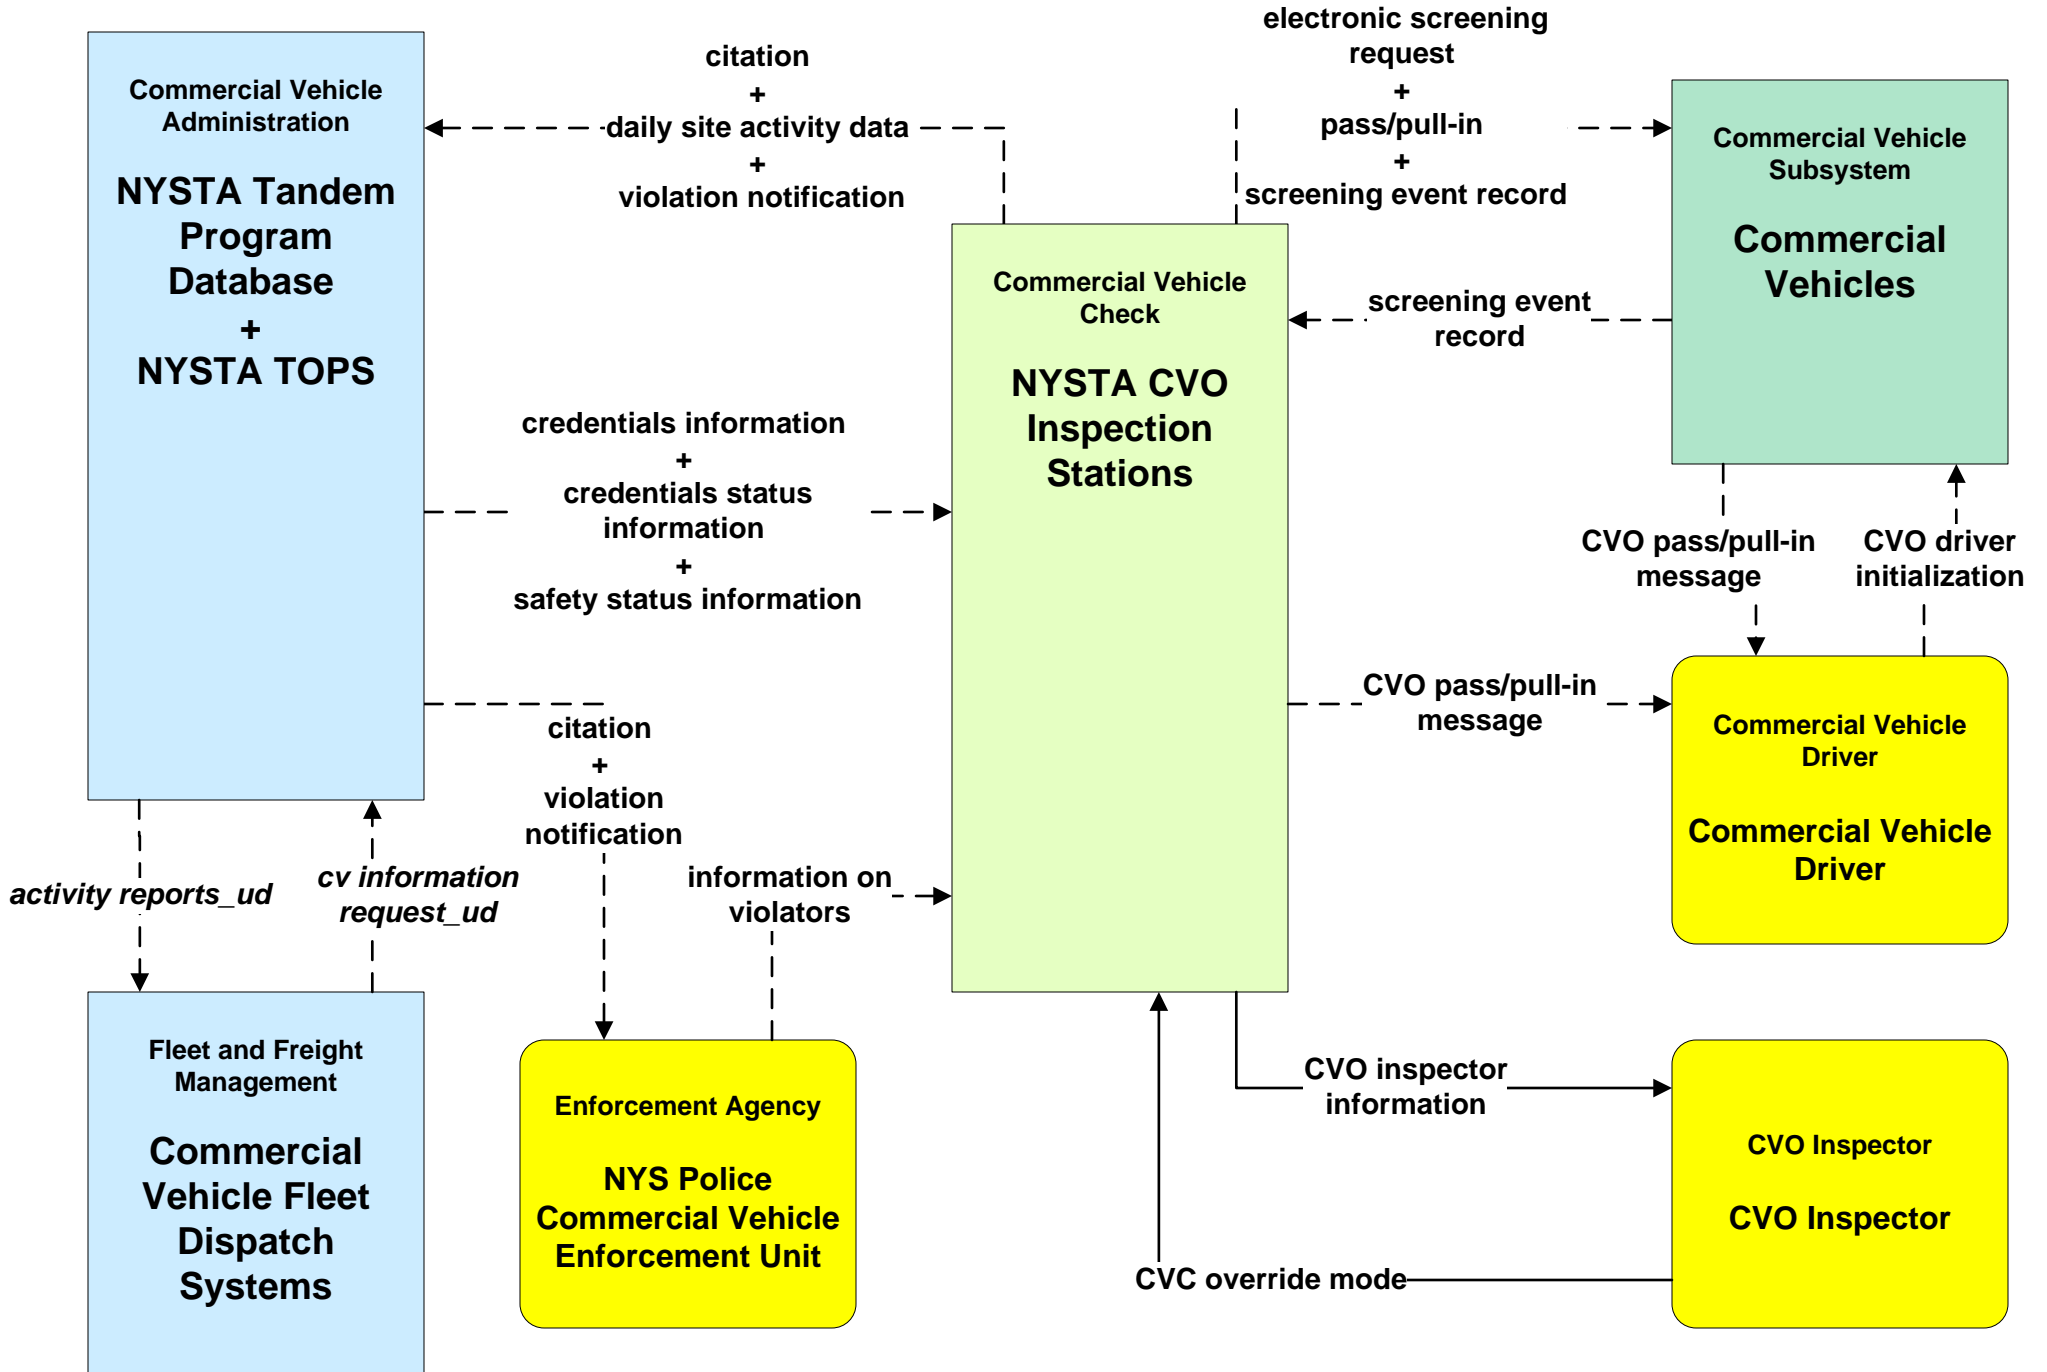 Commercial Vehicle
Administration
NYSTA Tandem
Program
Database
+
NYSTA TOPS
citation
+
daily site activity data
+
violation notification
electronic screening
request
+
pass/pull-in
+
screening event record
Commercial Vehicle
Subsystem
Commercial
Vehicles
Commercial Vehicle
Check
NYSTA CVO
Inspection
Stations
screening event
record
credentials information
+
credentials status
information
+
safety status information
CVO pass/pull-in
message
CVO driver
initialization
citation
+
violation
notification
CVO pass/pull-in
message
Commercial Vehicle
Driver
Commercial Vehicle
Driver
activity reports_ud
cv information
request_ud
information on
violators
Fleet and Freight
Management
Commercial
Vehicle Fleet
Dispatch
Systems
Enforcement Agency
NYS Police
Commercial Vehicle
Enforcement Unit
CVO inspector
information
CVO Inspector
CVO Inspector
CVC override mode